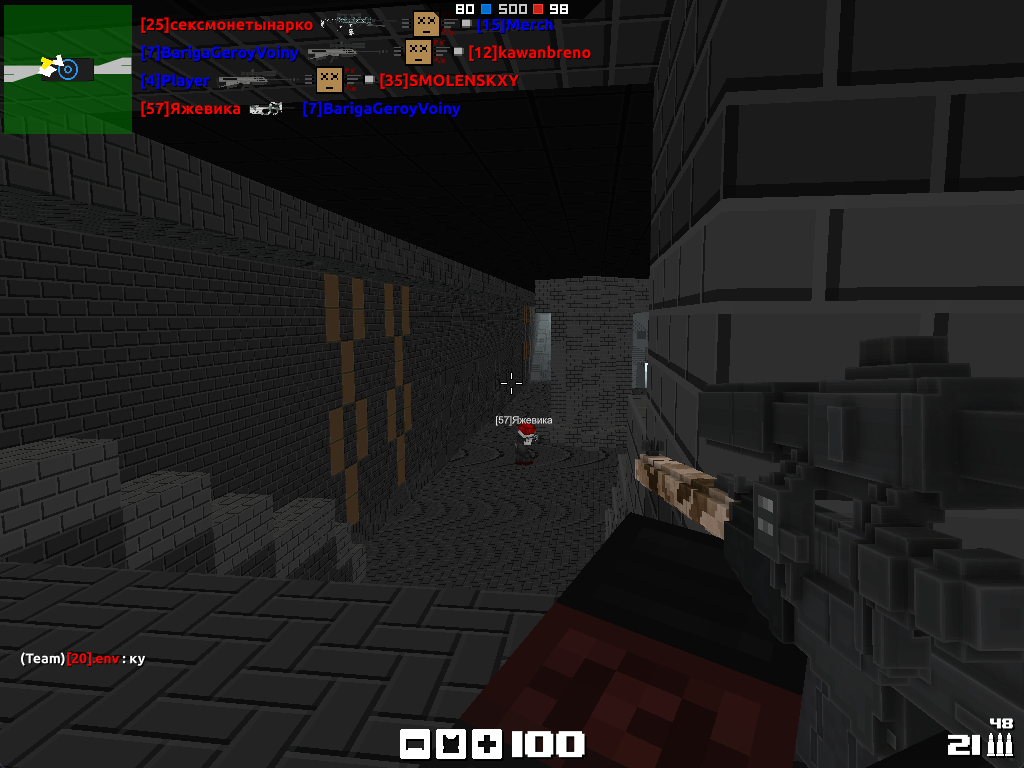 80 500 98
[25]сексмонетынарко [15]Merch
[7]BarigaGeroyVoiny [12]kawanbreno
[4]Player [35]SMOLENSKXY
[57]Яжевика [7]BarigaGeroyVoiny
[57]Яжевика
(Team)[20].env : ку
100
48
21